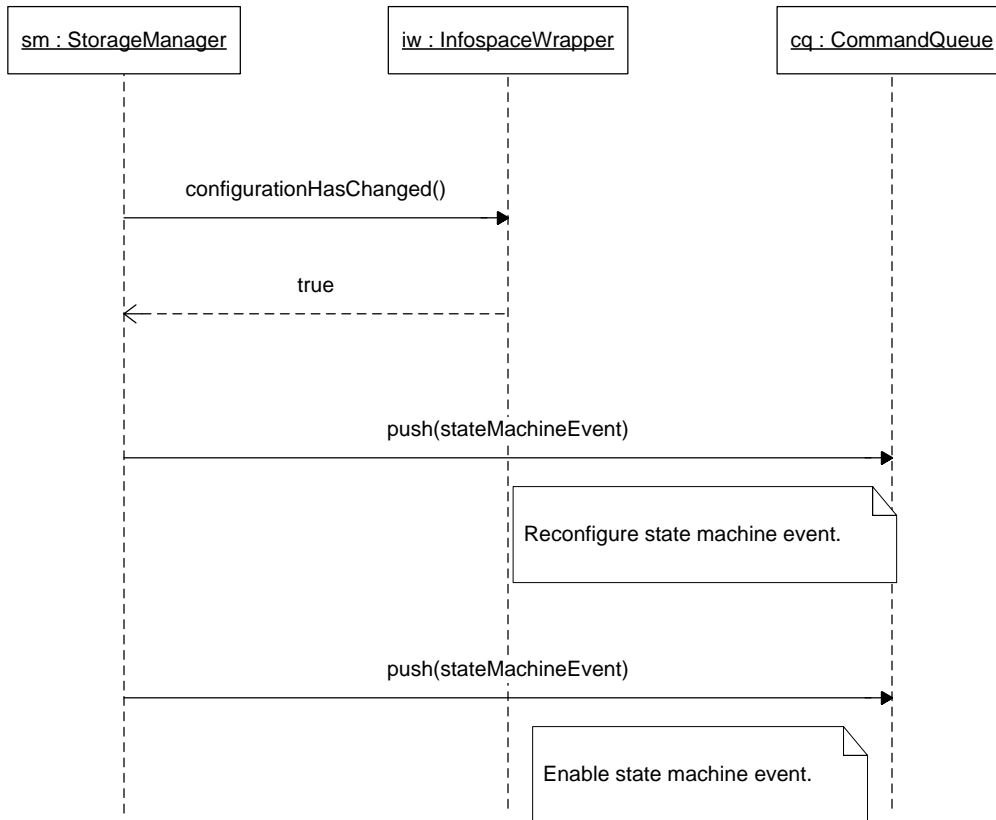 sm : StorageManager
iw : InfospaceWrapper
cq : CommandQueue
configurationHasChanged()
true
push(stateMachineEvent)
Reconfigure state machine event.
push(stateMachineEvent)
Enable state machine event.